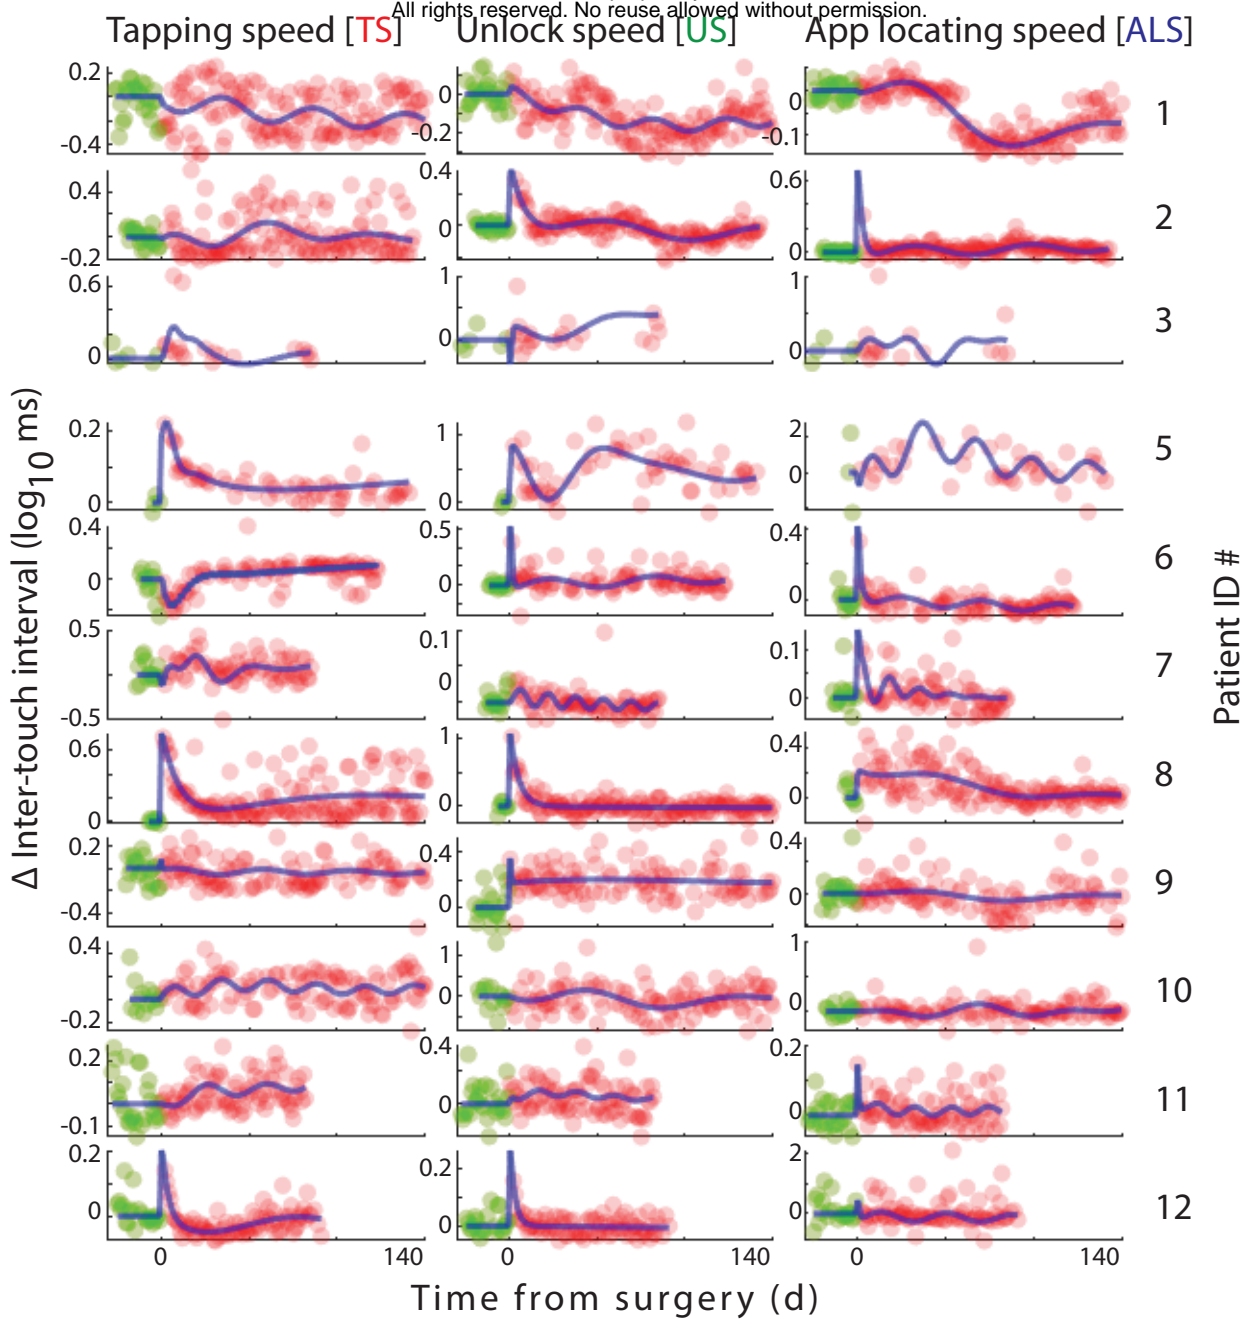 All rights reserved. No reuse allowed without permission.
Tapping speed [TS] Unlock speed [US] App locating speed [ALS]
0.2 0 0 1
-0.4 -0.2 -0.1
0.4 0.4 0.6 2
-0.2 0 0
0.6 1 1 3
0 0 0
0.2 1 2 5
0 0 0
0.4 0.5 0.4 6
0 0 0
0.5 0.1 0.1 7
-0.5 0 0
0.6 1 0.4 8
0 0 0
0.2 0.4 0.4 9
-0.4 0 0
0.4 1 1 10
-0.2 0 0
0.2 0.4 0.2 11
-0.1 0 0
0.2 0.2 2 12
0 0 0
0 140 0 140 0 140
Time from surgery (d)
Δ Inter-touch interval (log10 ms)
Patient ID #